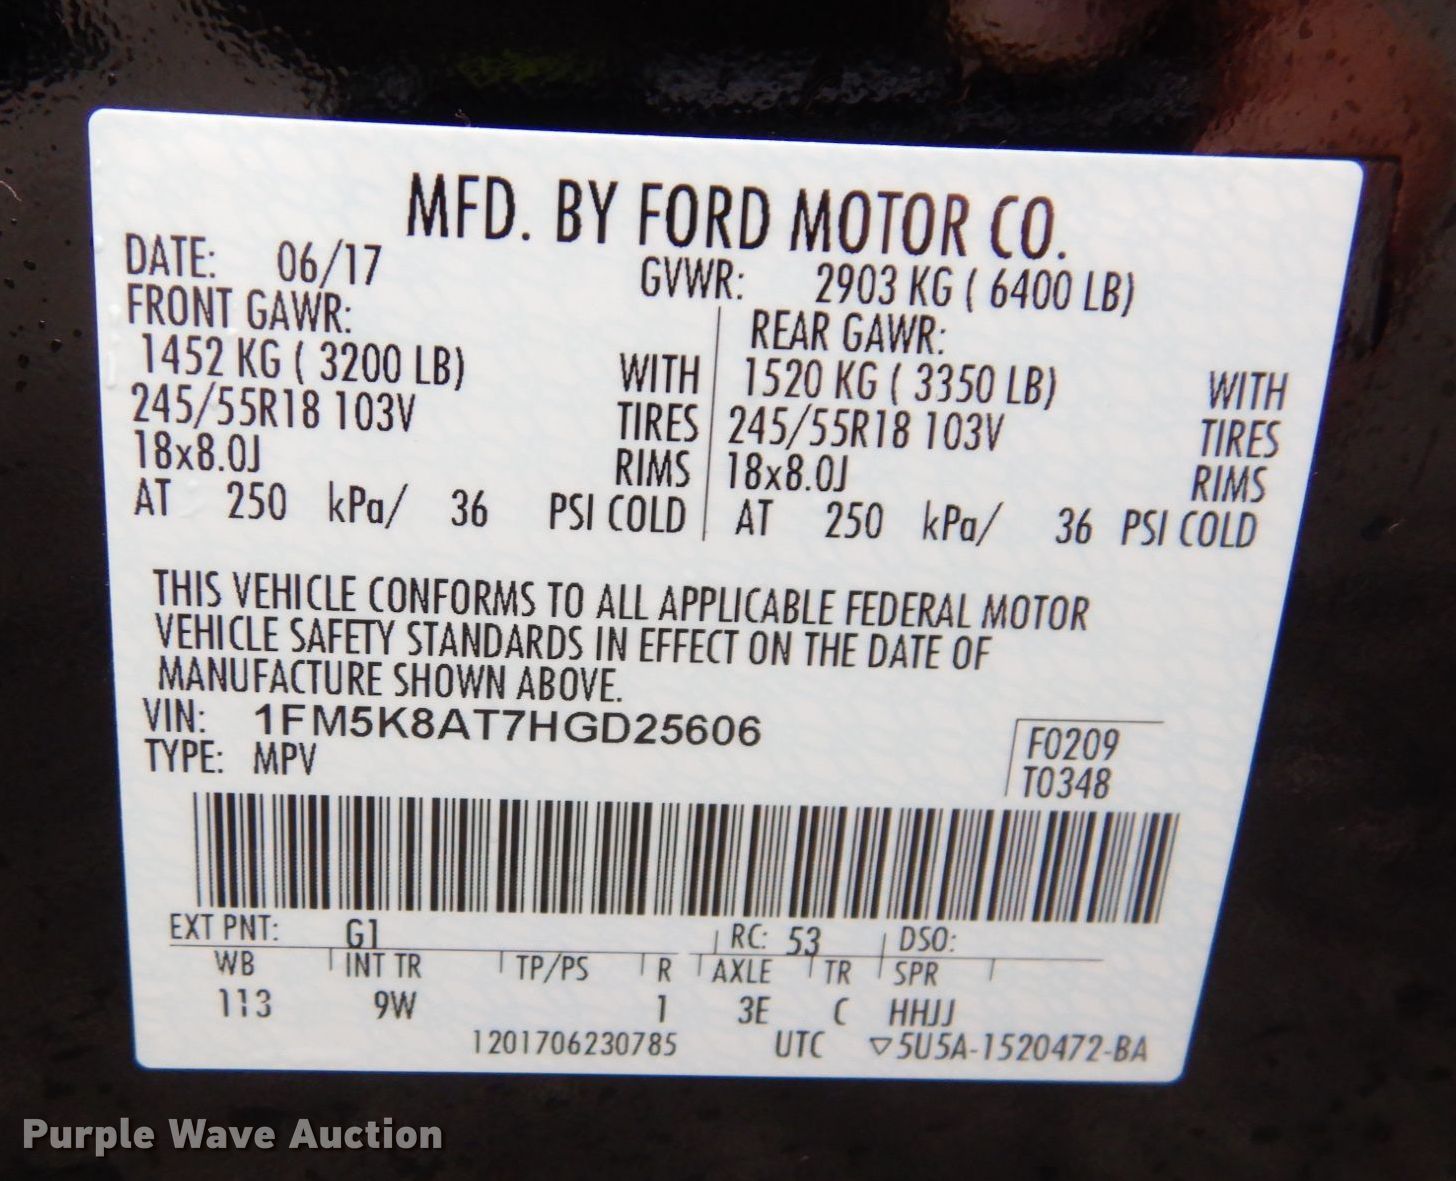 MFD. BY FORD MOTOR CO.
DATE: 06/17 GVWR: 2903 KG ( 6400 LB)
FRONT GAWR: REAR GAWR:
1452 KG ( 3200 LB) WITH 1520 KG ( 3350 LB) WITH
245/55R18 103V TIRES 245/55R18 103V TIRES
18x8.0J RIMS 18x8.0J RIMS
AT 250 kPa/ 36 PSI COLD AT 250 kPa/ 36 PSI COLD
THIS VEHICLE CONFORMS TO ALL APPLICABLE FEDERAL MOTOR
VEHICLE SAFETY STANDARDS IN EFFECT ON THE DATE OF
MANUFACTURE SHOWN ABOVE.
VIN: 1FM5K8AT7HGD25606
TYPE: MPV
F0209
T0348
EXT PNT: G1 RC: 53 DSO:
WB INT TR TP/PS R AXLE TR SPR
113 9W 1 3E C HHJJ
1201706230785 UTC ▽5U5A-1520472-BA
Purple Wave Auction